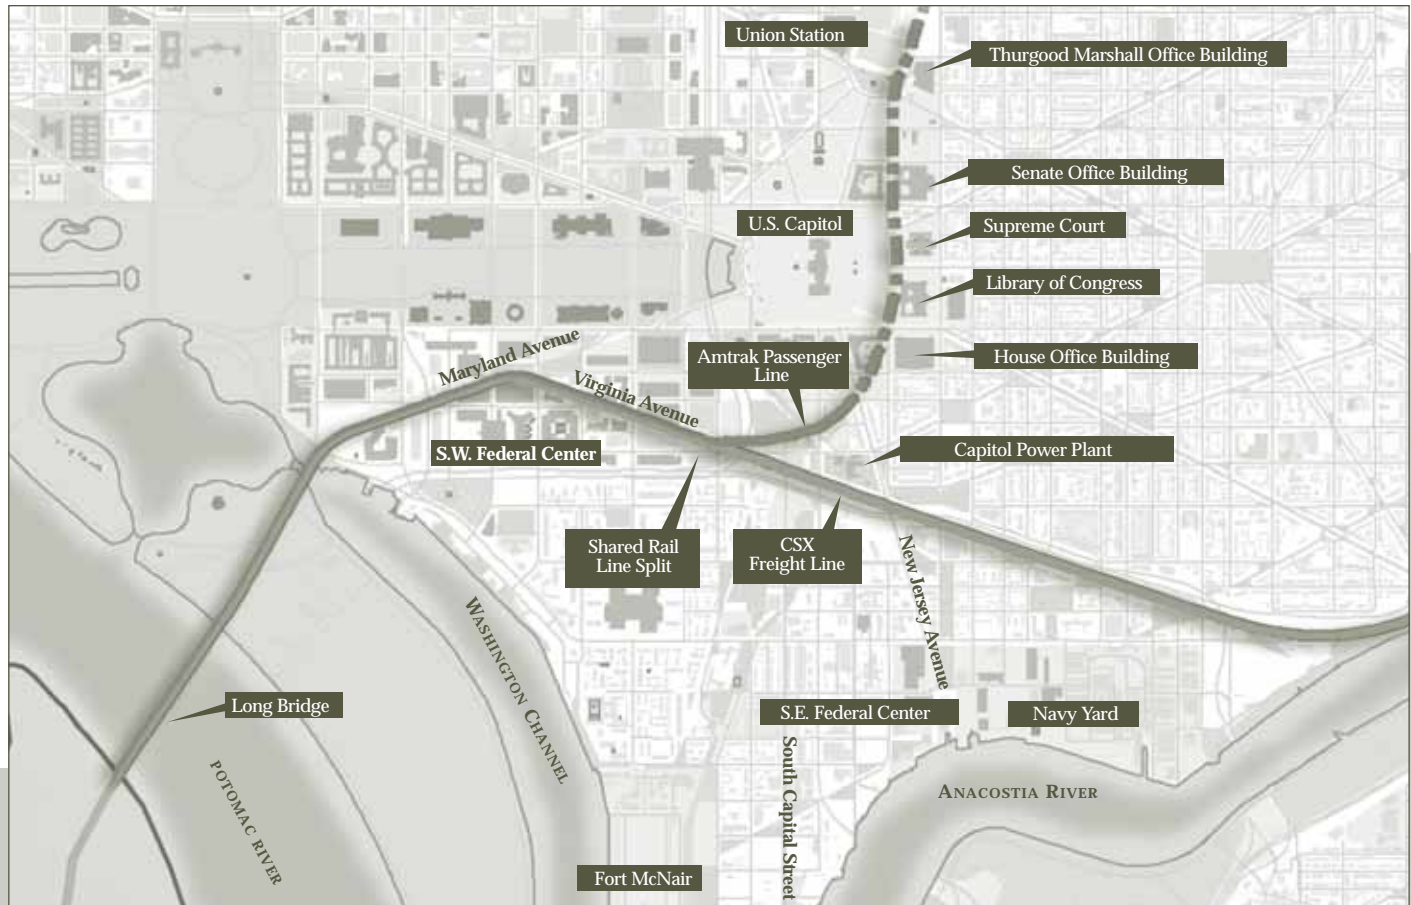 Union Station
Thurgood Marshall Office Building
Senate Office Building
U.S. Capitol
Supreme Court
Library of Congress
Maryland Avenue
Amtrak Passenger
Line
House Office Building
Virginia Avenue
S.W. Federal Center
Capitol Power Plant
Shared Rail
Line Split
CSX
Freight Line
New Jersey Avenue
WASHINGTON CHANNEL
Long Bridge
S.E. Federal Center
Navy Yard
POTOMAC RIVER
South Capital Street
ANACOSTIA RIVER
Fort McNair